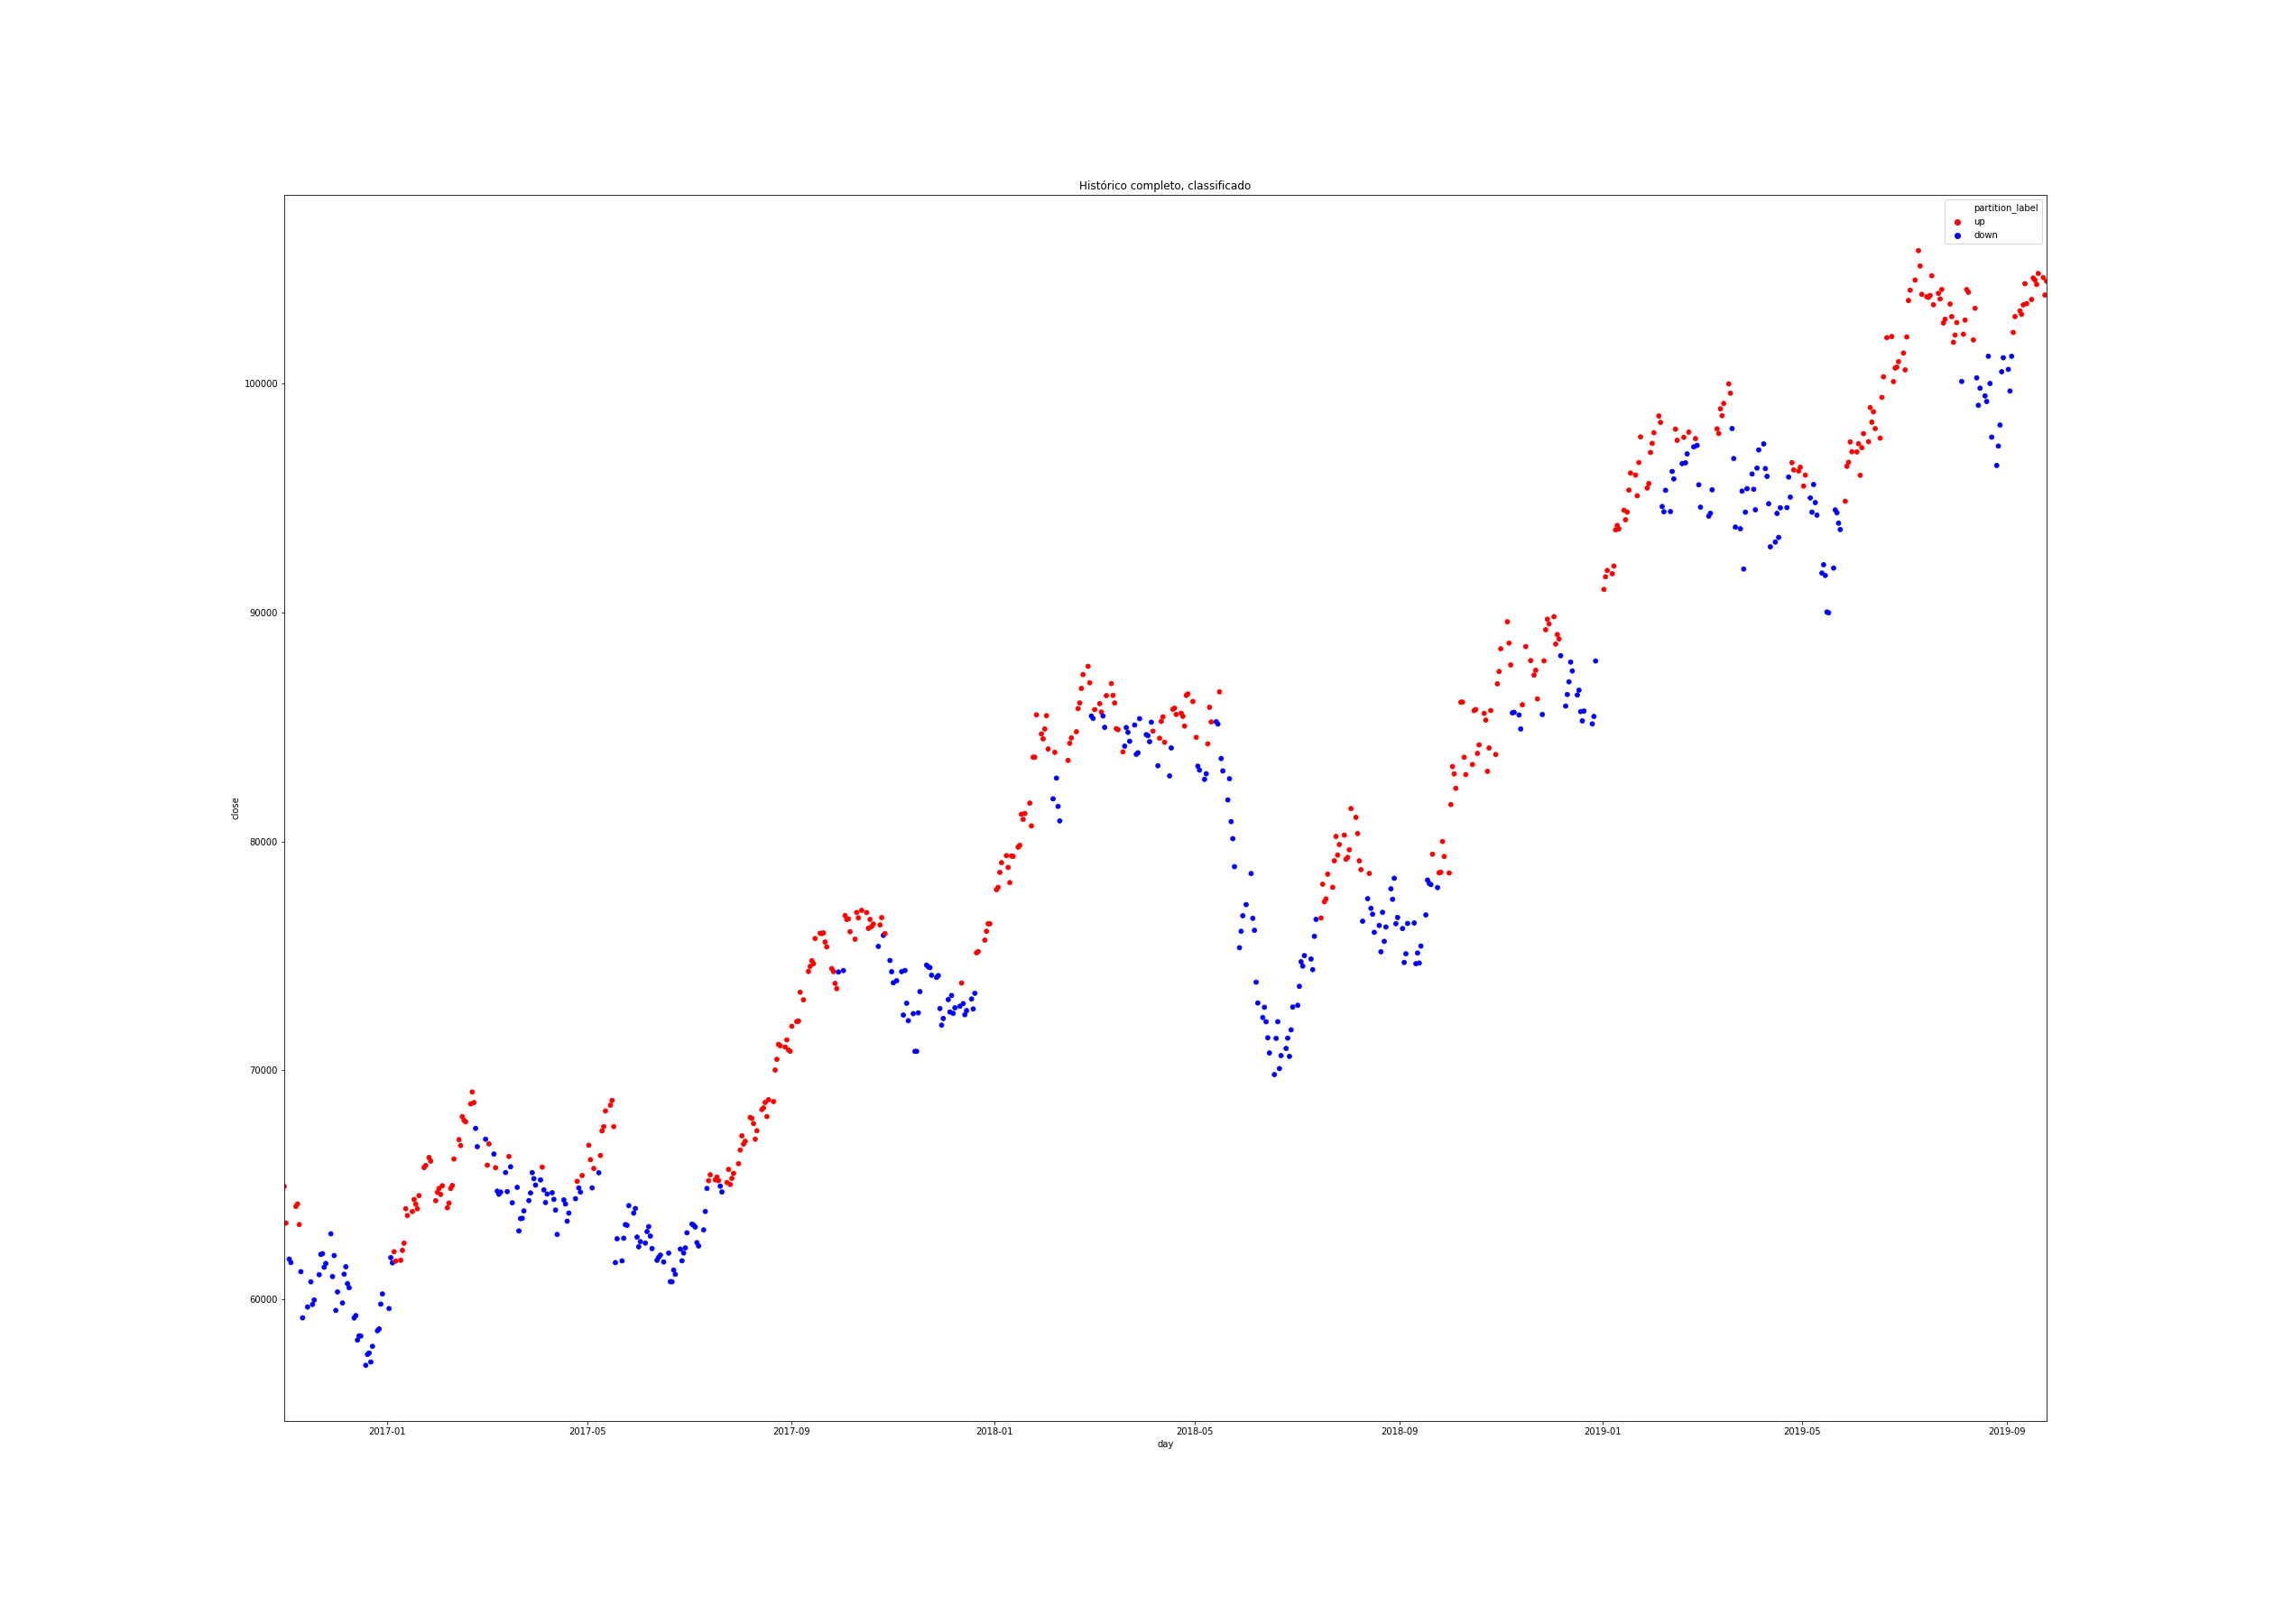 Histórico completo, classificado
partition_label
up
down
100000
90000
80000
70000
60000
close
2017-01 2017-05 2017-09 2018-01 2018-05 2018-09 2019-01 2019-05 2019-09
day